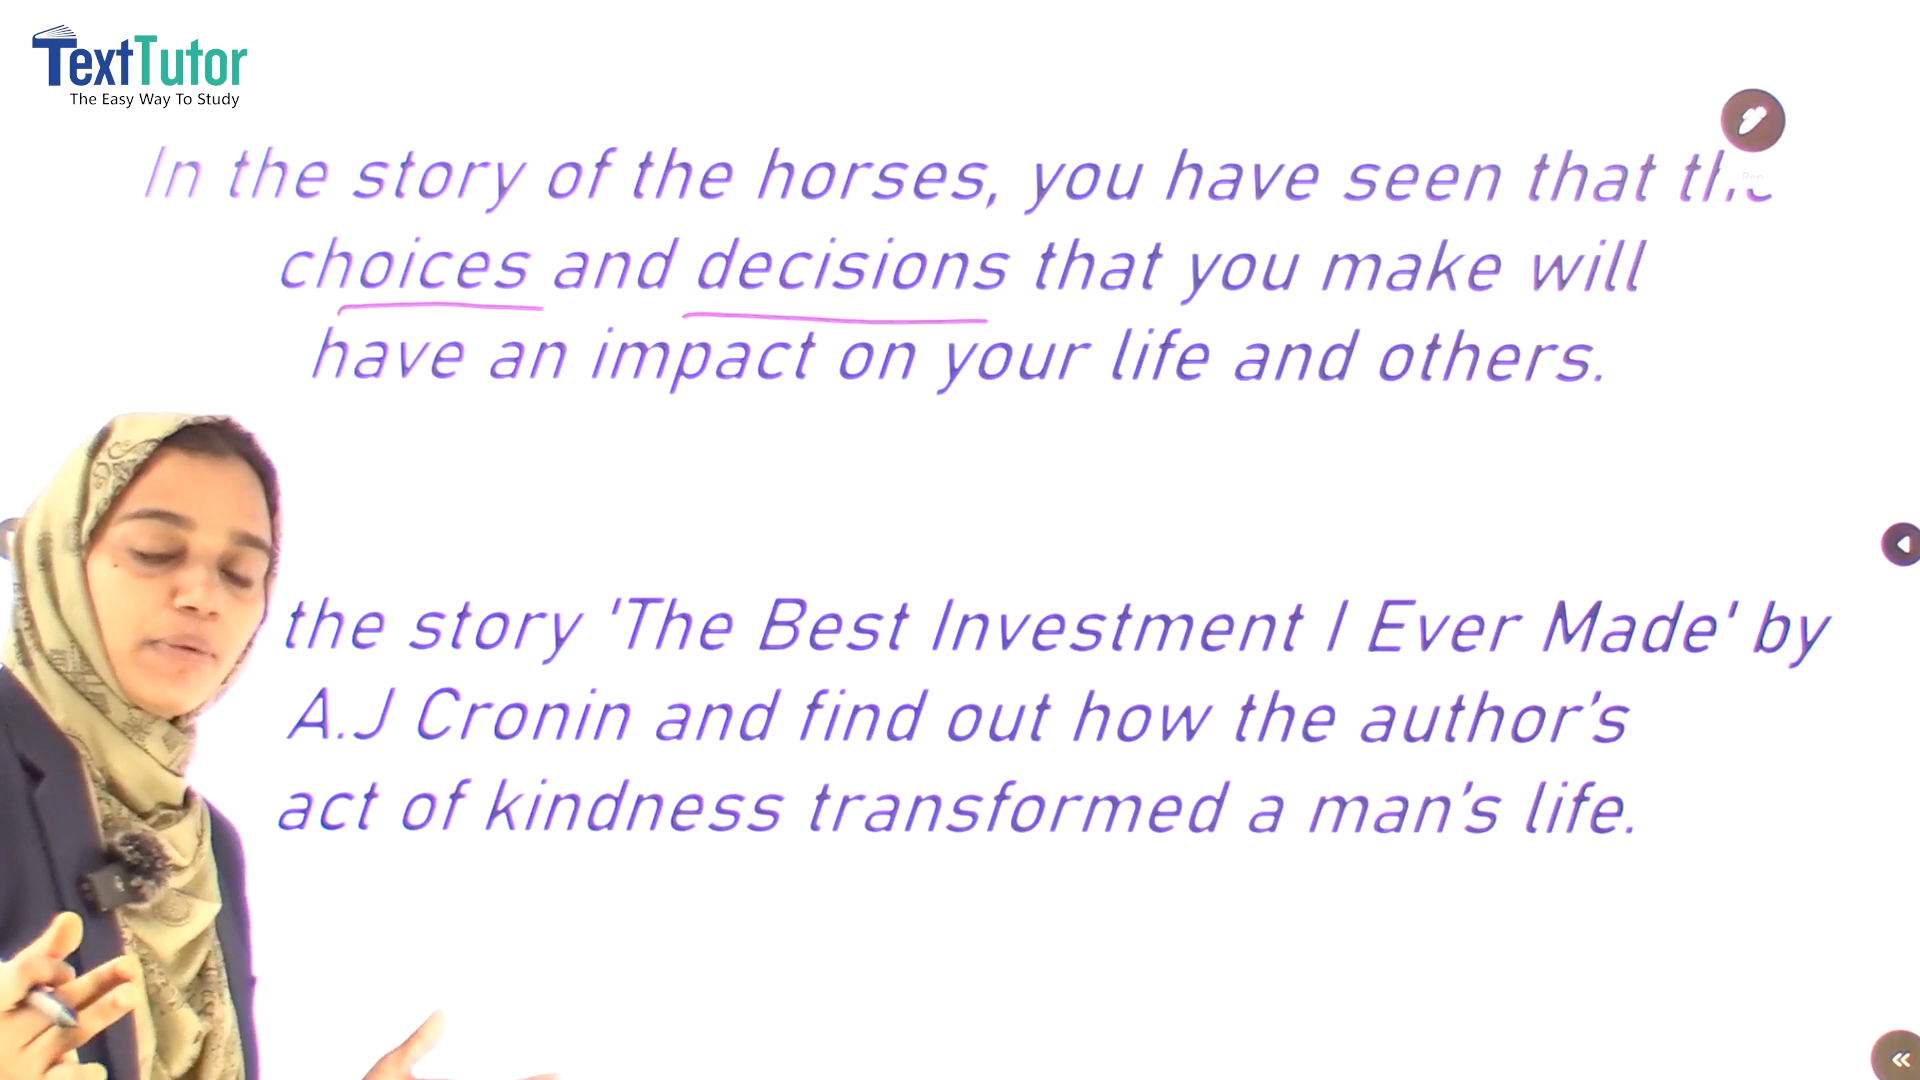 TextTutor
The Easy Way To Study
In the story of the horses, you have seen that the
choices and decisions that you make will
have an impact on your life and others.
the story 'The Best Investment I Ever Made' by
A.J Cronin and find out how the author's
act of kindness transformed a man's life.